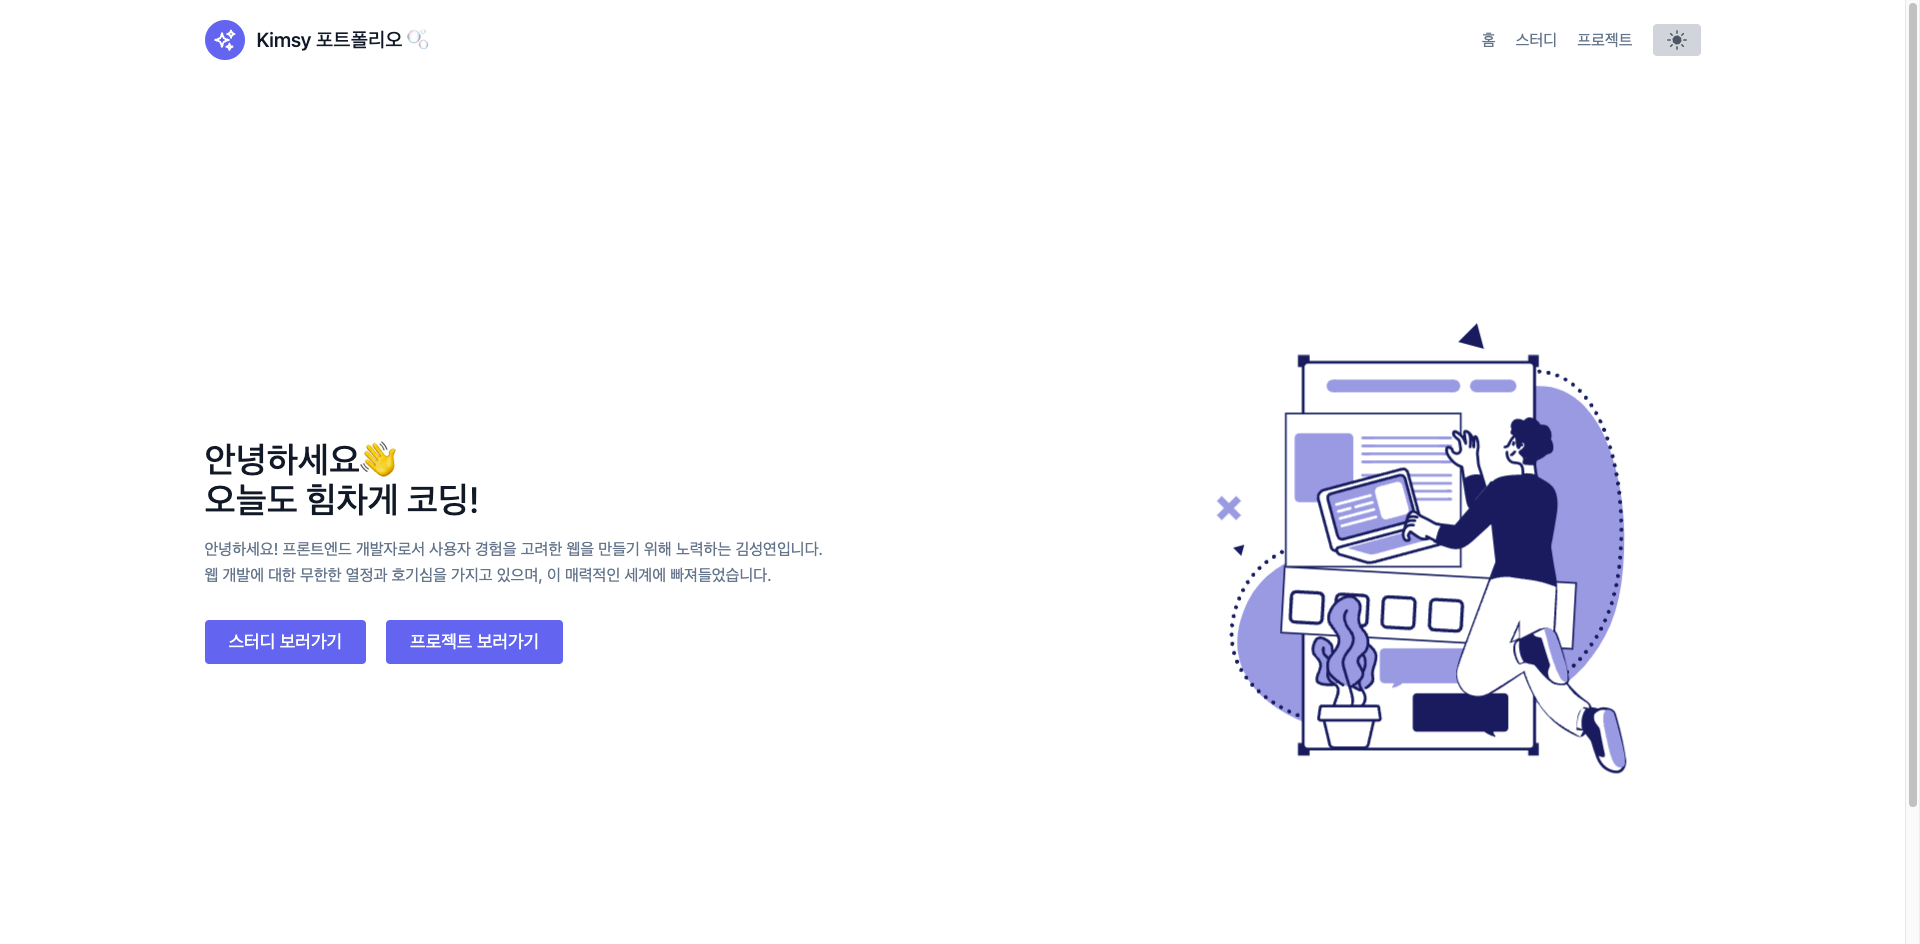 Kimsy 포트폴리오 🫧
홈 스터디 프로젝트
안녕하세요👋
오늘도 힘차게 코딩!
안녕하세요! 프론트엔드 개발자로서 사용자 경험을 고려한 웹을 만들기 위해 노력하는 김성연입니다.
웹 개발에 대한 무한한 열정과 호기심을 가지고 있으며, 이 매력적인 세계에 빠져들었습니다.
스터디 보러가기 프로젝트 보러가기